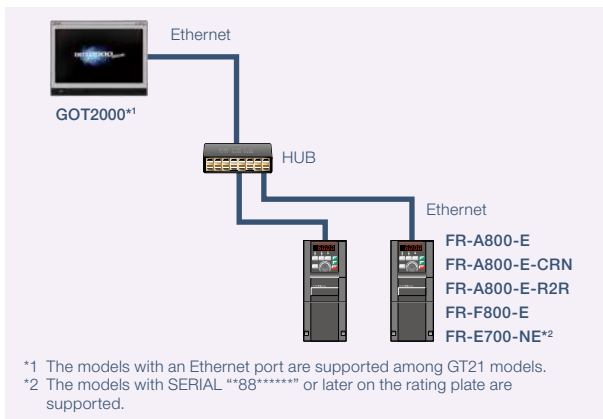 Ethernet
GOT2000*1
HUB
Ethernet
FR-A800-E
FR-A800-E-CRN
FR-A800-E-R2R
FR-F800-E
FR-E700-NE*2
*1 The models with an Ethernet port are supported among GT21 models.
*2 The models with SERIAL “*88******” or later on the rating plate are
supported.